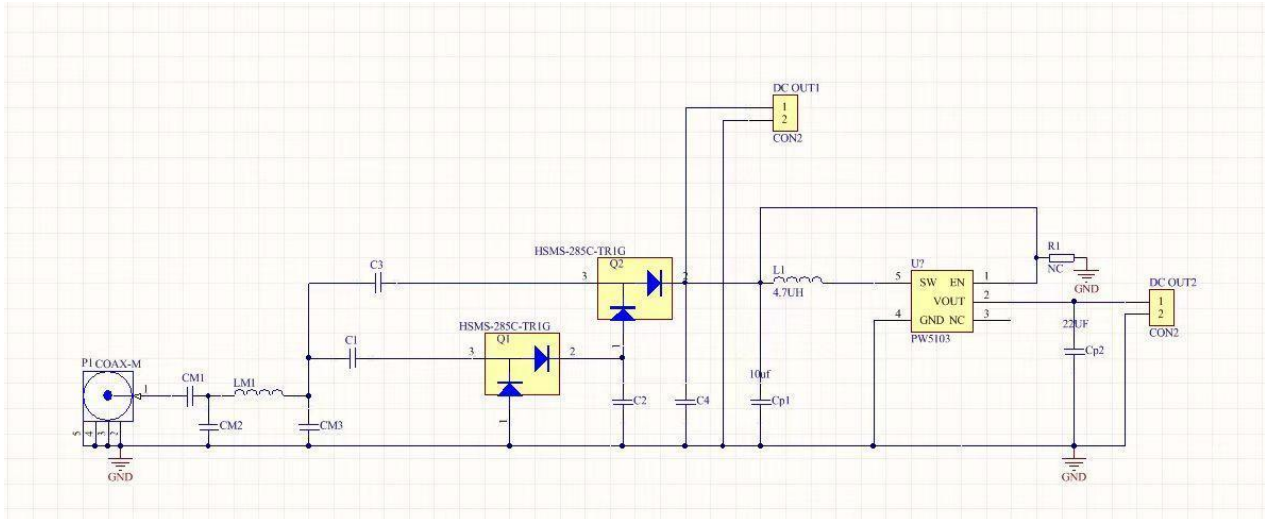 DC OUT1
1
2
CON2
HSMS-285C-TR1G
Q2
3
2
1
C3
HSMS-285C-TR1G
Q1
3
2
1
C1
L1
4.7UH
U?
5
SW EN
1
VOUT
2
4
GND NC
3
PW5103
R1
NC
GND
DC OUT2
1
2
CON2
22UF
Cp2
10uf
Cp1
C4
C2
P1 COAX-M
1
CM1
LM1
CM2
CM3
5
4
3
2
GND
GND